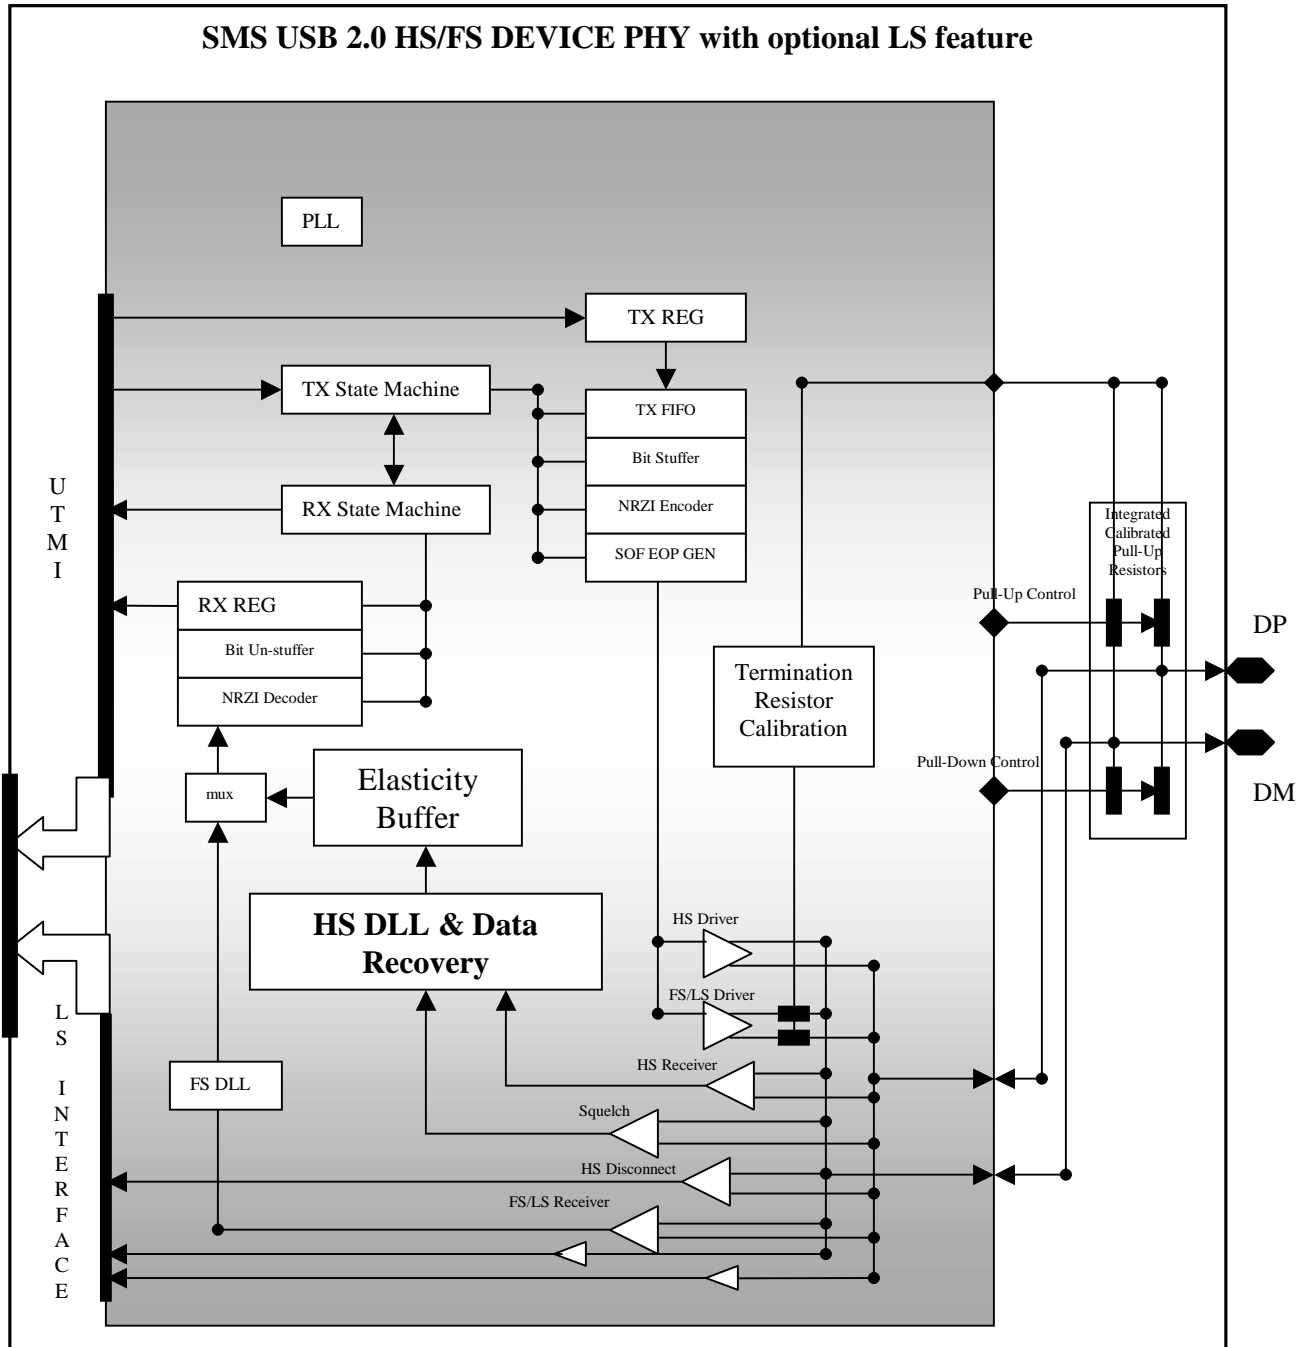 SMS USB 2.0 HS/FS DEVICE PHY with optional LS feature
PLL
TX REG
TX State Machine
TX FIFO
Bit Stuffer
NRZI Encoder
SOF EOP GEN
RX State Machine
UTMI
RX REG
Bit Un-stuffer
NRZI Decoder
Integrated
Calibrated
Pull-Up
Resistors
Pull-Up Control
DP
Termination
Resistor
Calibration
Pull-Down Control
DM
mux
Elasticity
Buffer
HS DLL & Data
Recovery
HS Driver
FS/LS Driver
LS INTERFACE
FS DLL
HS Receiver
Squelch
HS Disconnect
FS/LS Receiver